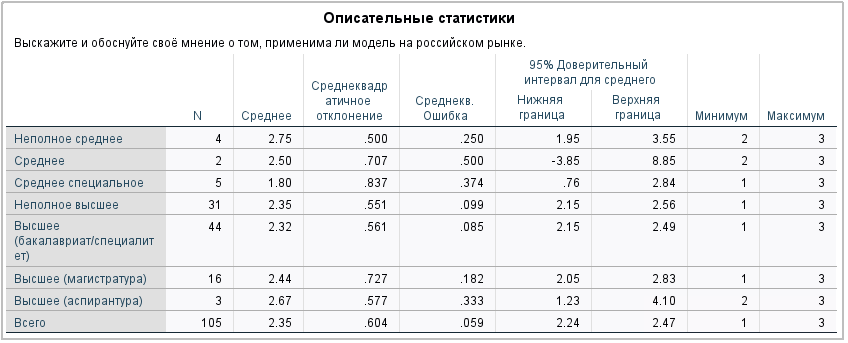 Описательные статистики
Выскажите и обоснуйте своё мнение о том, применима ли модель на российском рынке.
95% Доверительный
интервал для среднего
Среднеквадр
атичное
отклонение
Среднекв.
Ошибка
Нижняя
граница
Верхняя
граница
N Среднее Минимум Максимум
Неполное среднее 4 2.75 .500 .250 1.95 3.55 2 3
Среднее 2 2.50 .707 .500 -3.85 8.85 2 3
Среднее специальное 5 1.80 .837 .374 .76 2.84 1 3
Неполное высшее 31 2.35 .551 .099 2.15 2.56 1 3
Высшее 44 2.32 .561 .085 2.15 2.49 1 3
(бакалавриат/специалит
ет)
Высшее (магистратура) 16 2.44 .727 .182 2.05 2.83 1 3
Высшее (аспирантура) 3 2.67 .577 .333 1.23 4.10 2 3
Всего 105 2.35 .604 .059 2.24 2.47 1 3